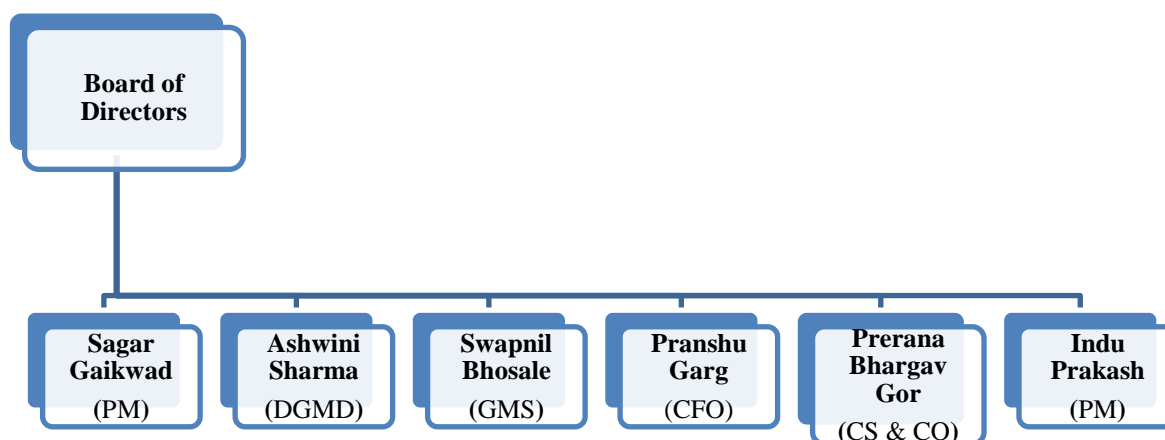 Board of
Directors
Sagar
Gaikwad
(PM)
Ashwini
Sharma
(DGMD)
Swapnil
Bhosale
(GMS)
Pranshu
Garg
(CFO)
Prerana
Bhargav
Gor
(CS & CO)
Indu
Prakash
(PM)